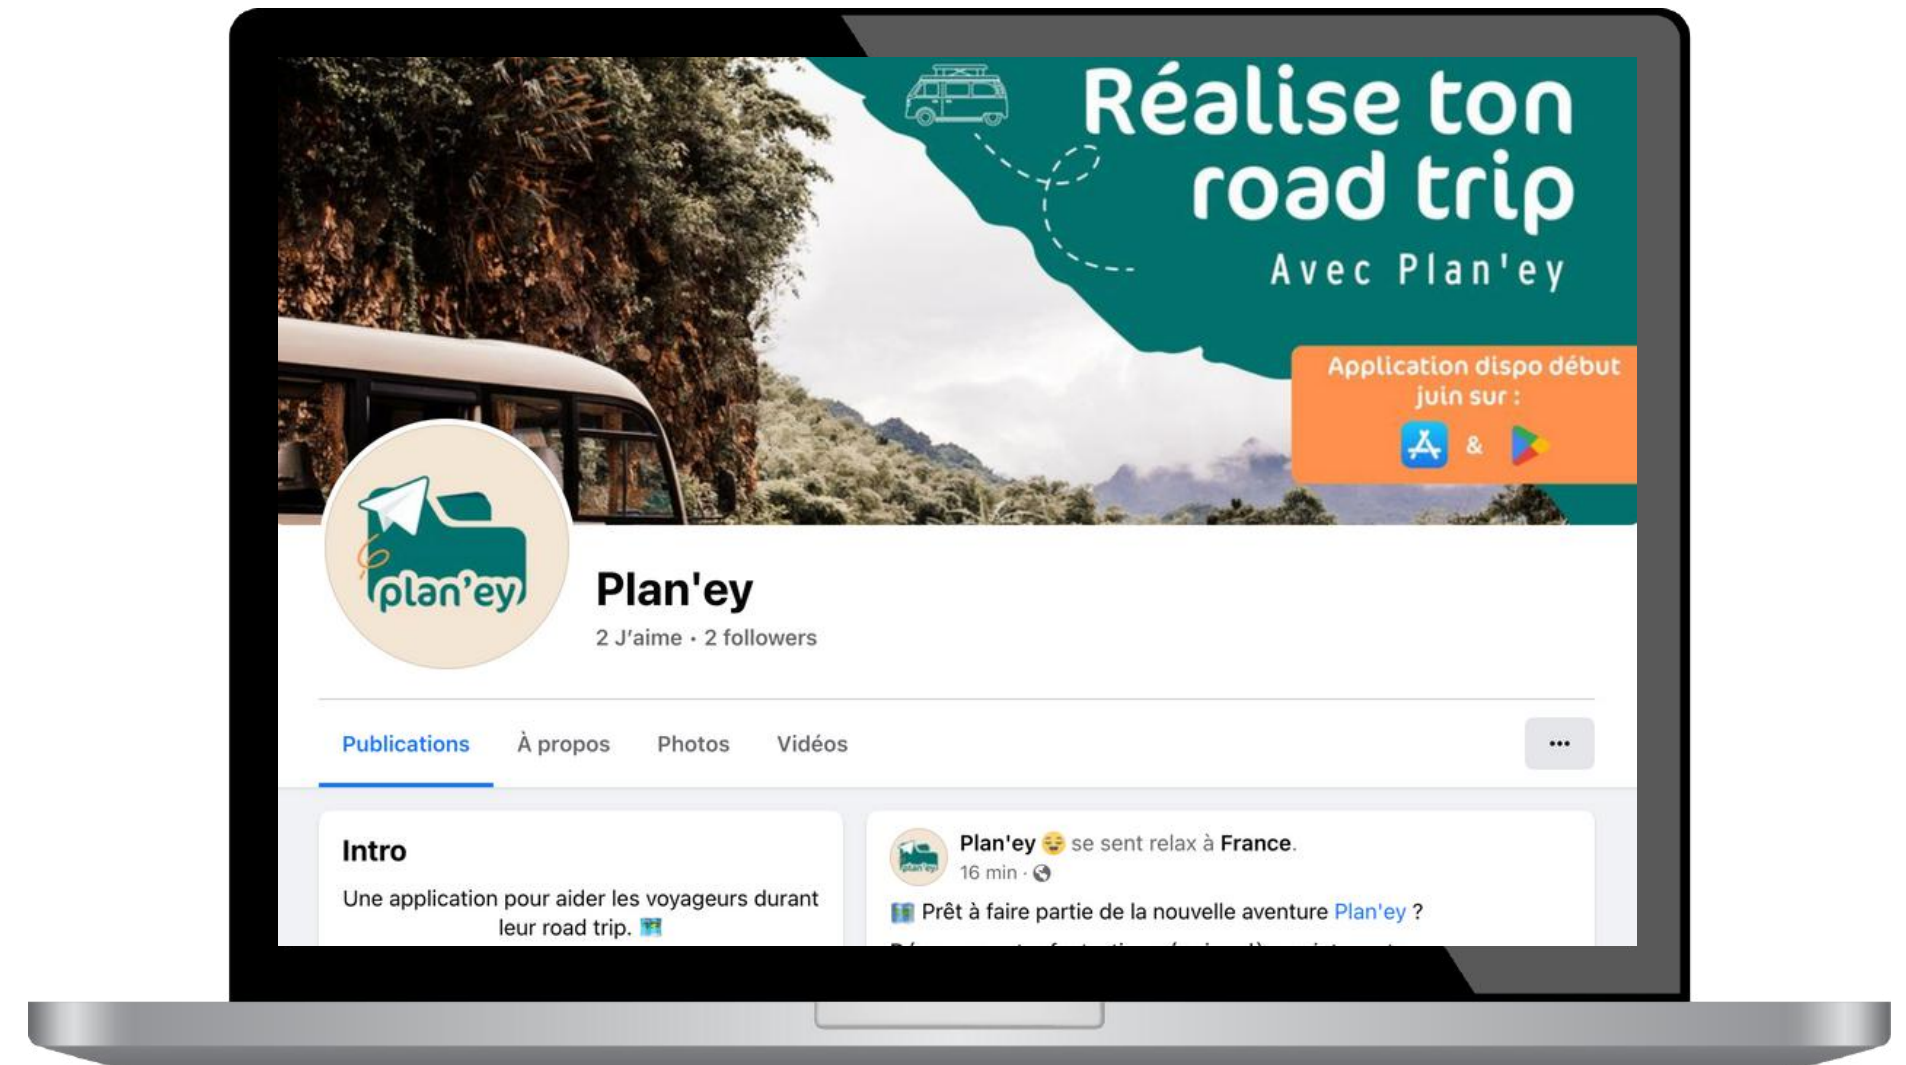 Réalise ton
road trip
Avec Plan'ey
Application dispo début
juin sur :
&
plan'ey
Plan'ey
2 J'aime · 2 followers
Publications
À propos
Photos
Vidéos
Intro
Une application pour aider les voyageurs durant
leur road trip.
Plan'ey 😌 se sent relax à France.
16 min ·
Prêt à faire partie de la nouvelle aventure Plan'ey ?